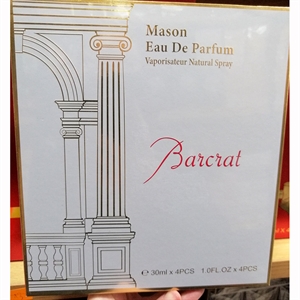 Mason
Eau De Parfum
Vaporisateur Natural Spray
Barcrat
℮ 30ml x 4PCS 1.0FL.OZ x 4PCS